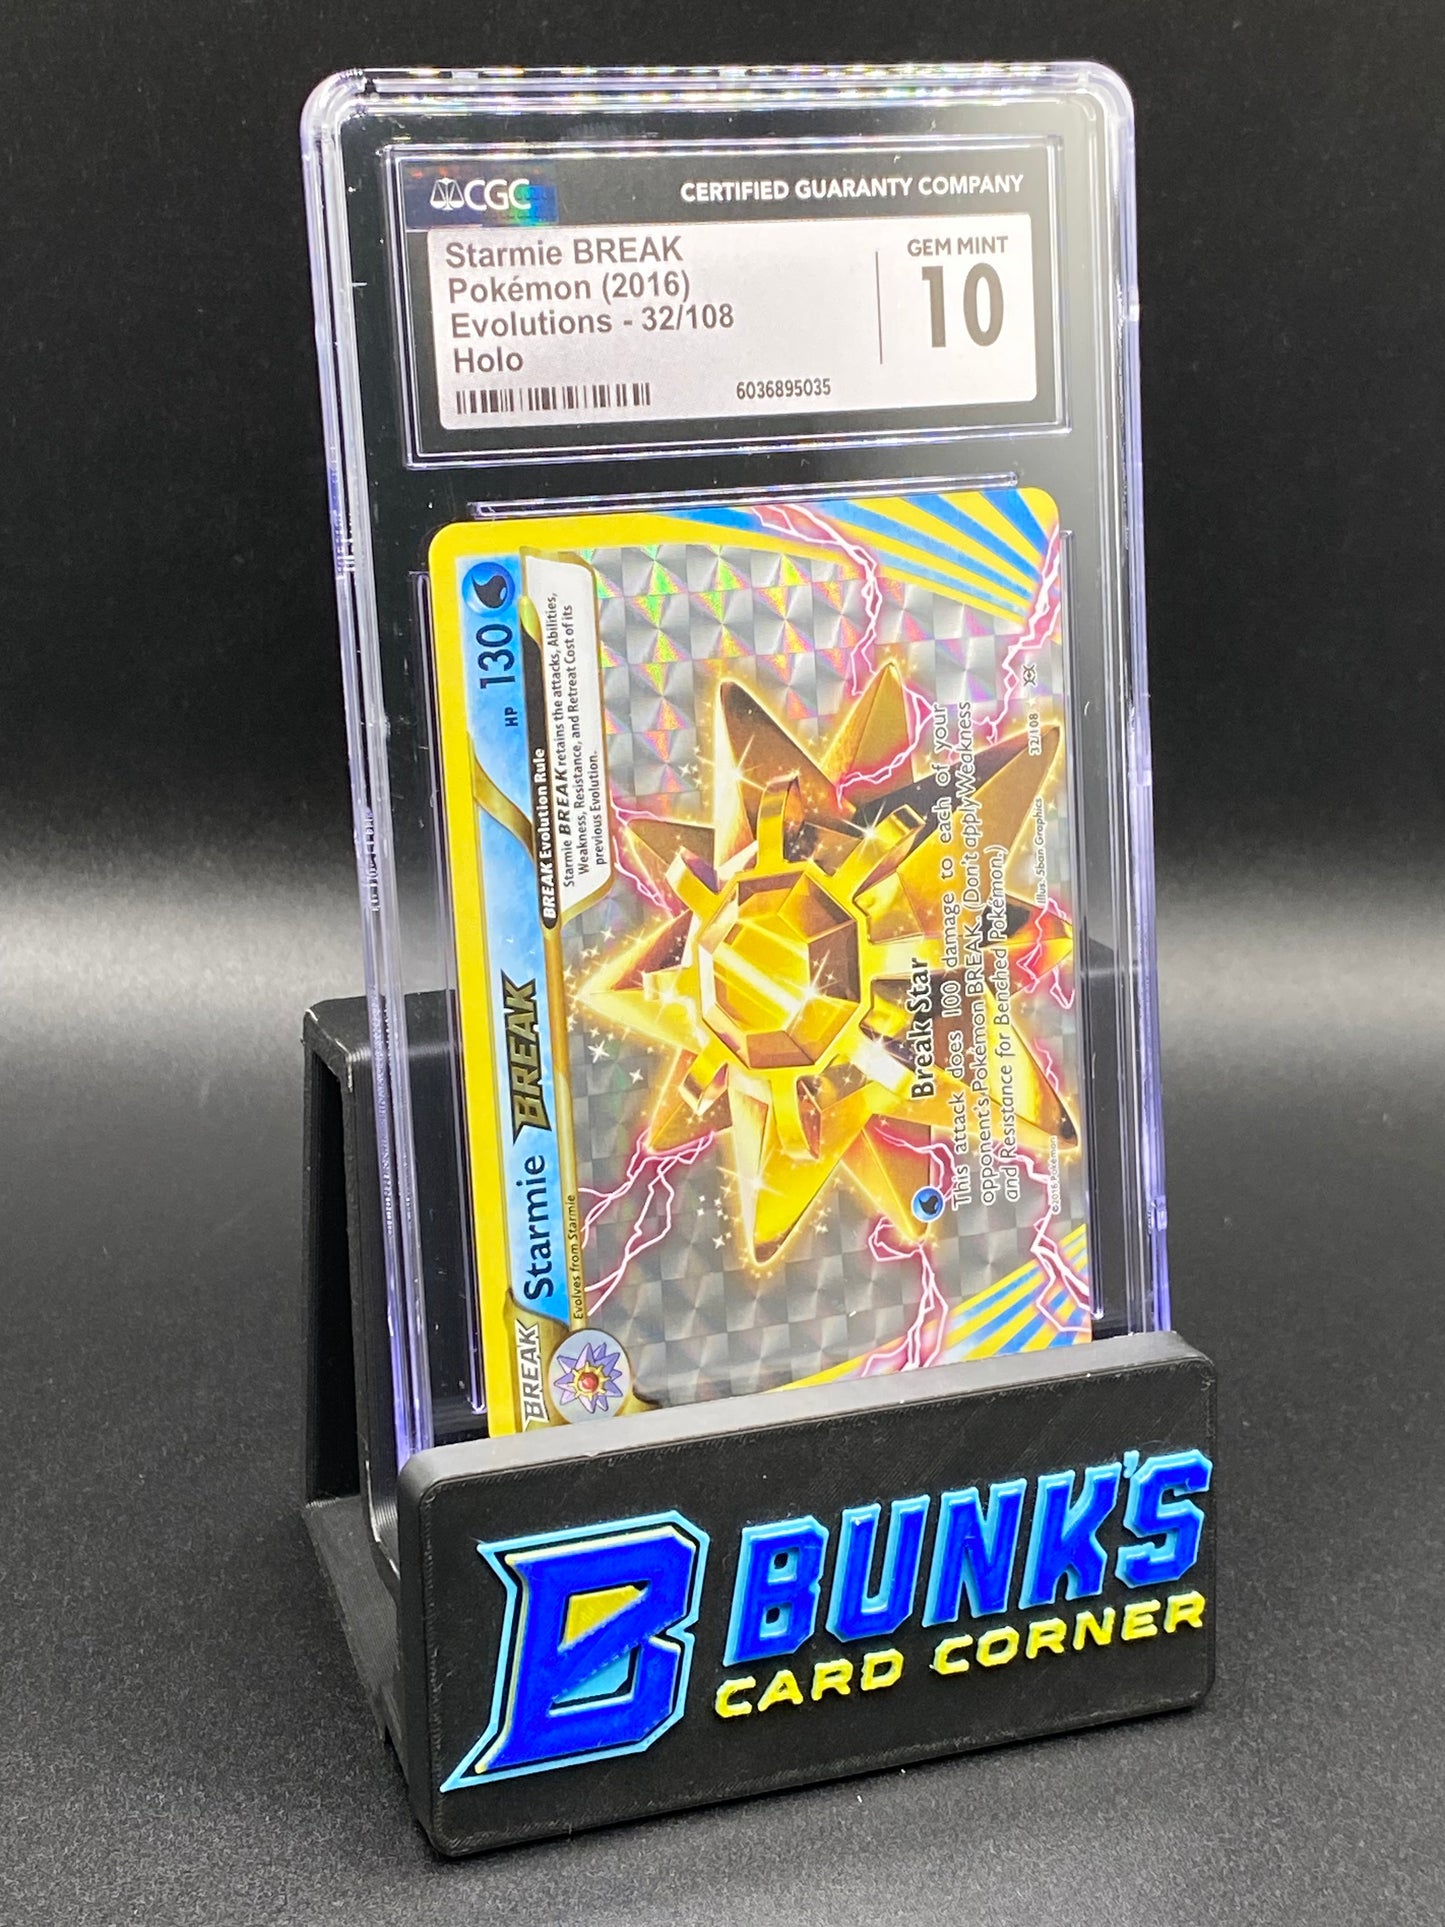 CGC
CERTIFIED GUARANTY COMPANY
Starmie BREAK
Pokémon (2016)
Evolutions - 32/108
Holo
6036895035
GEM MINT
10
BREAK
Starmie BREAK
HP 130
Evolves from Starmie
BREAK Evolution Rule
Starmie BREAK retains the attacks, Abilities,
Weakness, Resistance, and Retreat Cost of its
previous Evolution.
Break Star
This attack does 100 damage to each of your
opponent's Pokémon BREAK. (Don't apply Weakness
and Resistance for Benched Pokémon.)
Illus. 5ban Graphics
©2016 Pokémon
32/108
B
BUNK'S
CARD CORNER